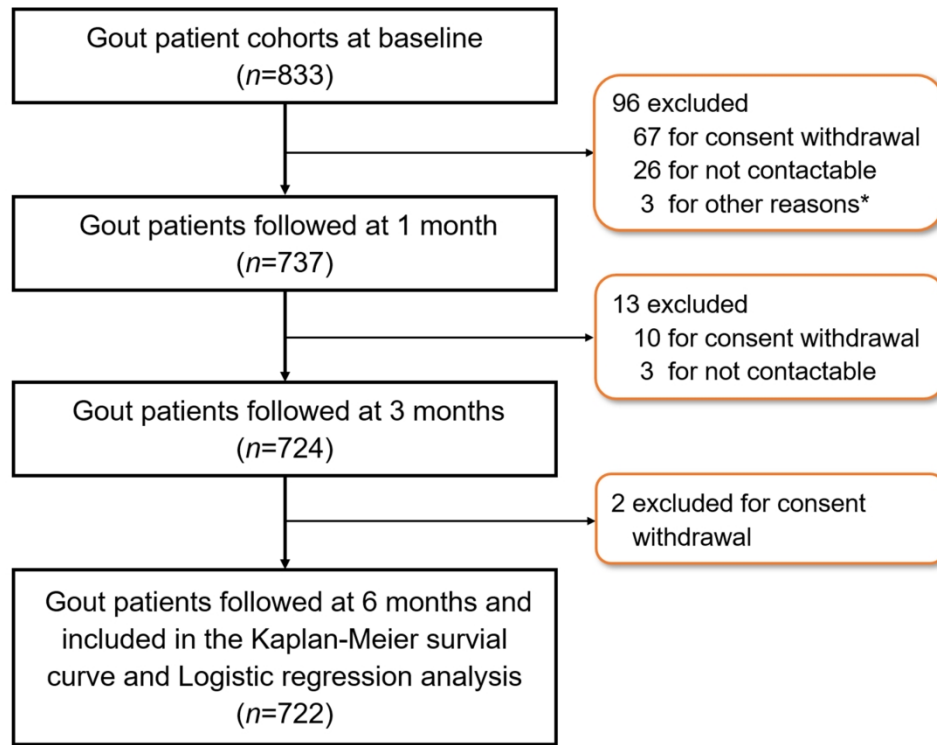 Gout patient cohorts at baseline
(n=833)
96 excluded
67 for consent withdrawal
26 for not contactable
3 for other reasons*
Gout patients followed at 1 month
(n=737)
13 excluded
10 for consent withdrawal
3 for not contactable
Gout patients followed at 3 months
(n=724)
2 excluded for consent
withdrawal
Gout patients followed at 6 months and
included in the Kaplan-Meier survial
curve and Logistic regression analysis
(n=722)